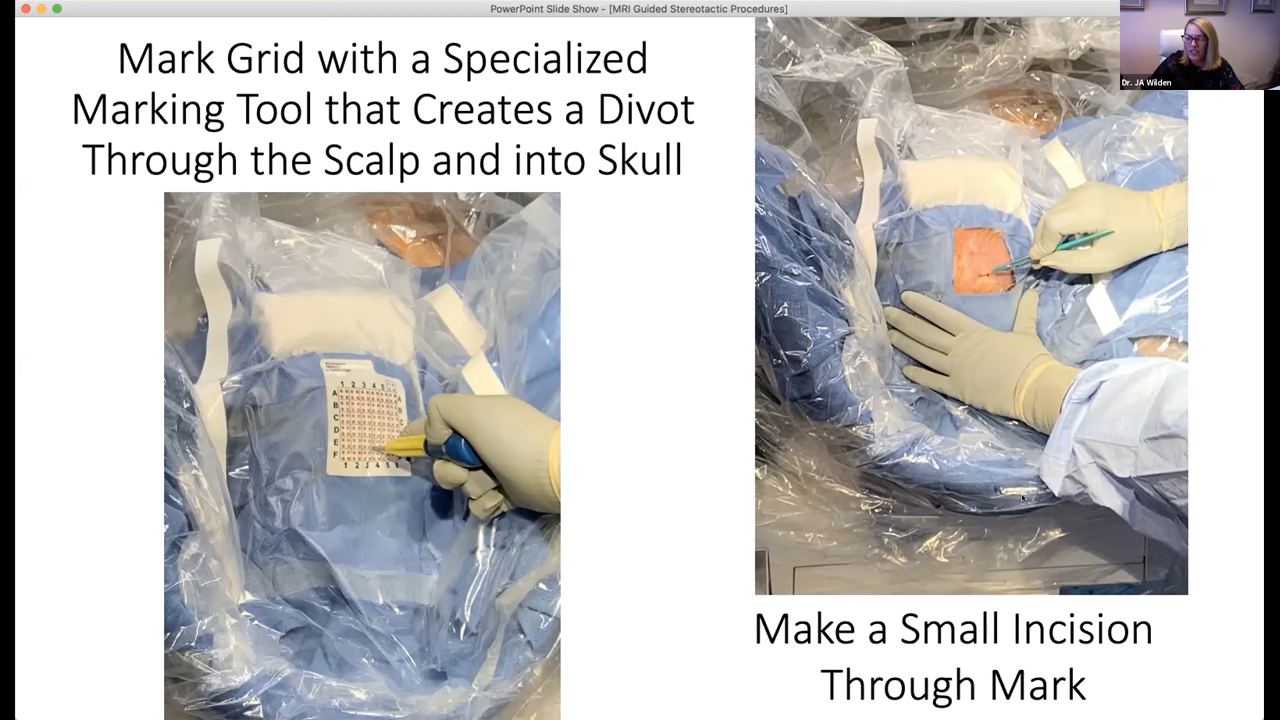 PowerPoint Slide Show - [MRI Guided Stereotactic Procedures]
Mark Grid with a Specialized
Marking Tool that Creates a Divot
Through the Scalp and into Skull
Dr. JA Wilden
1 2 3 4 5
A A
B B
C C
D
E
F
1 2 3 4 5 6
Make a Small Incision
Through Mark